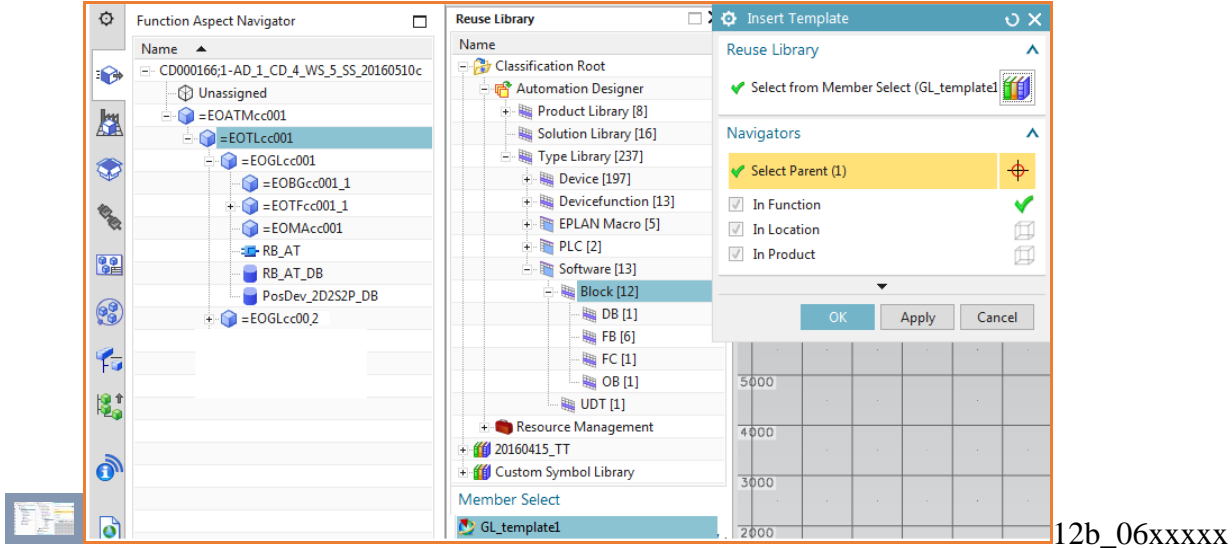 Function Aspect Navigator
Name
CD000166;1-AD_1_CD_4_WS_5_SS_20160510c
Unassigned
=EOATMcc001
=EOTLcc001
=EOGLcc001
=EOBGcc001_1
=EOTFcc001_1
=EOMAcc001
RB_AT
RB_AT_DB
PosDev_2D2S2P_DB
=EOGLcc00,2
Reuse Library
Name
Classification Root
Automation Designer
Product Library [8]
Solution Library [16]
Type Library [237]
Device [197]
Devicefunction [13]
EPLAN Macro [5]
PLC [2]
Software [13]
Block [12]
DB [1]
FB [6]
FC [1]
OB [1]
UDT [1]
Resource Management
20160415_TT
Custom Symbol Library
Member Select
GL_template1
Insert Template
Reuse Library
Select from Member Select (GL_template1
Navigators
Select Parent (1)
In Function
In Location
In Product
OK Apply Cancel
5000
4000
3000
2000
12b_06xxxxx